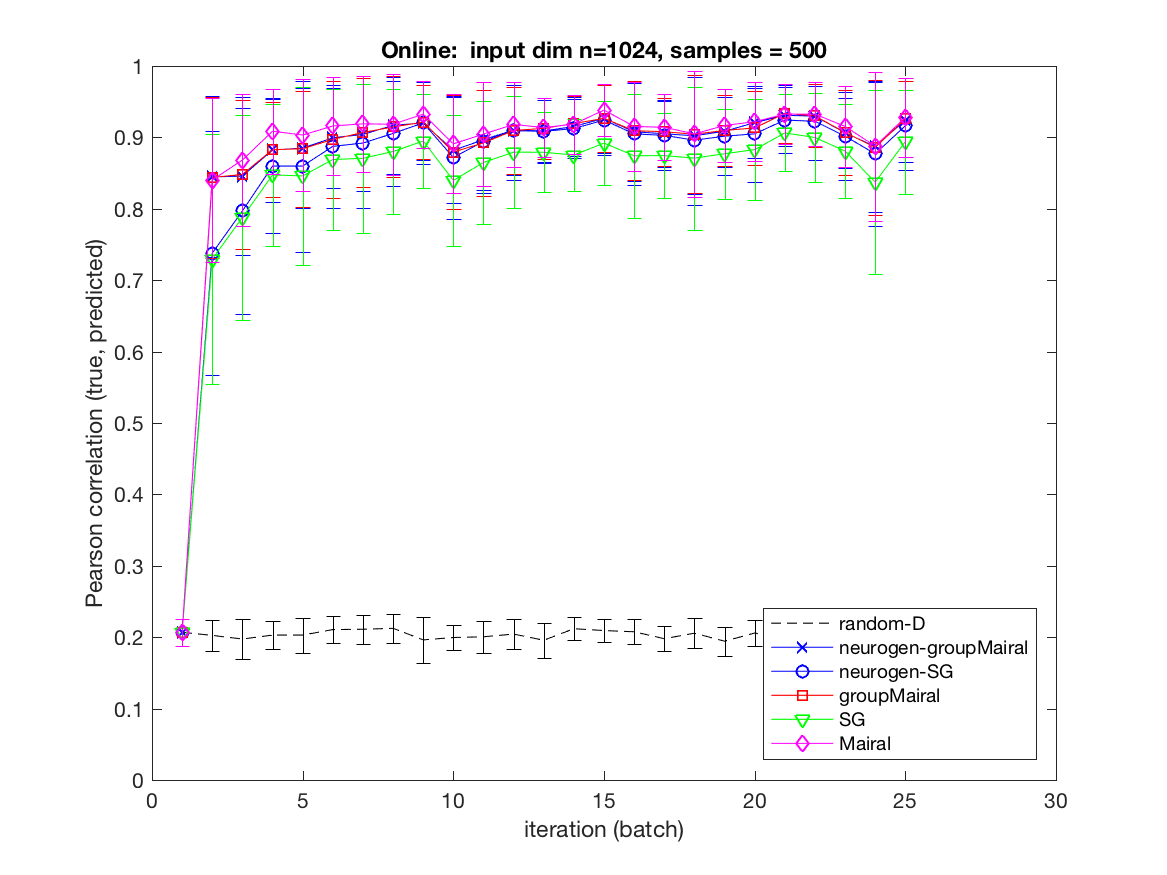 Online:  input dim n=1024, samples = 500
Pearson correlation (true, predicted)
1
0.9
0.8
0.7
0.6
0.5
0.4
0.3
0.2
0.1
0
0
5
10
15
20
25
30
iteration (batch)
random-D
neurogen-groupMairal
neurogen-SG
groupMairal
SG
Mairal